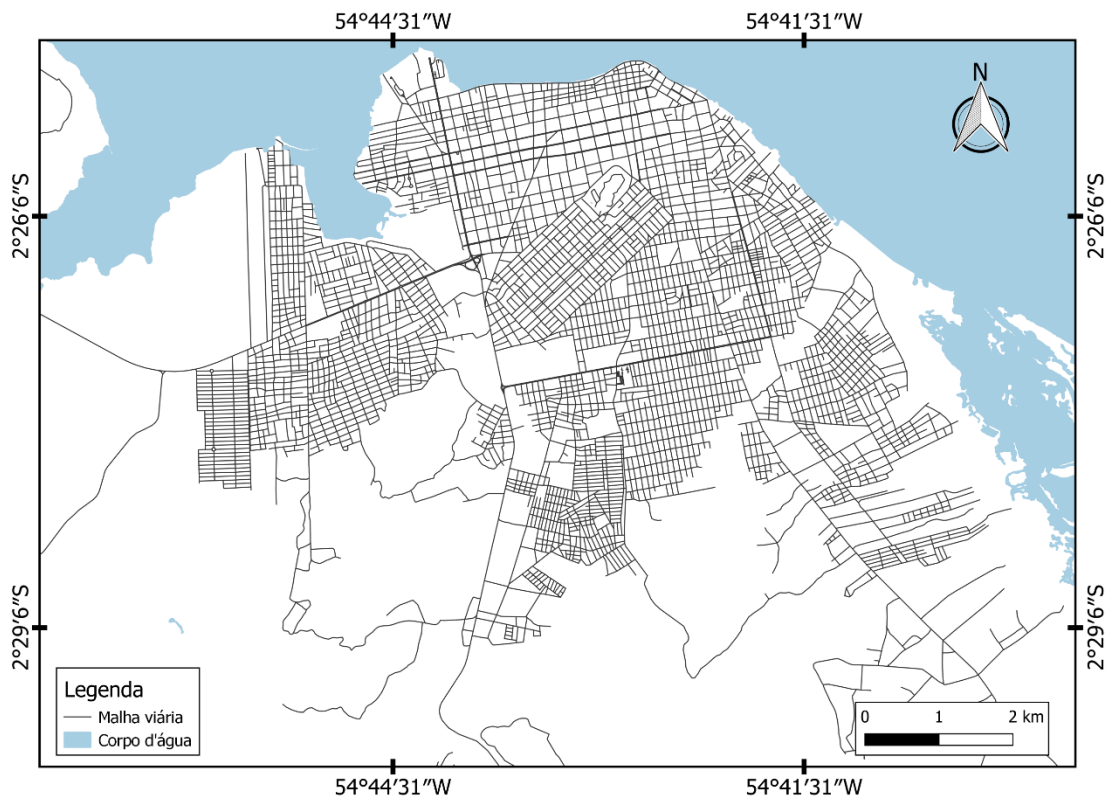 54°44′31″W
54°41′31″W
N
2°26′6″S
2°26′6″S
2°29′6″S
2°29′6″S
Legenda
Malha viária
Corpo d'água
0 1 2 km
54°44′31″W
54°41′31″W